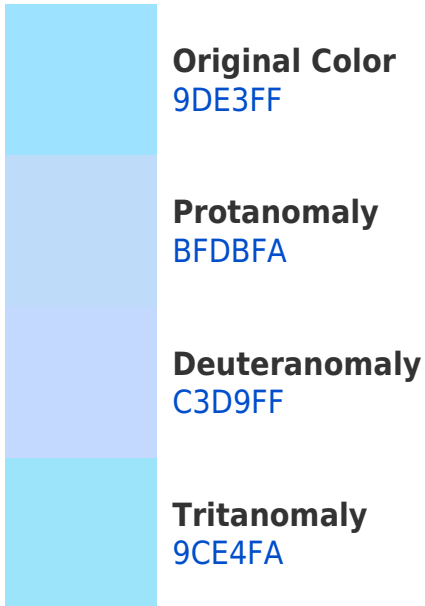 Original Color
9DE3FF
Protanomaly
BFDBFA
Deuteranomaly
C3D9FF
Tritanomaly
9CE4FA